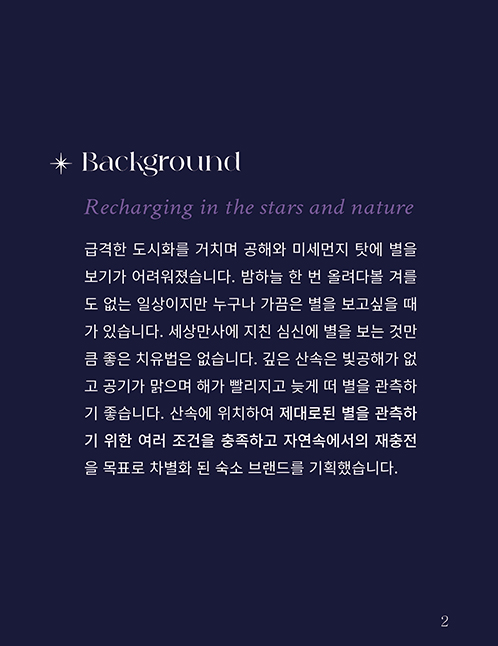 Background
Recharging in the stars and nature
급격한 도시화를 거치며 공해와 미세먼지 탓에 별을
보기가 어려워졌습니다. 밤하늘 한 번 올려다볼 겨를
도 없는 일상이지만 누구나 가끔은 별을 보고싶을 때
가 있습니다. 세상만사에 지친 심신에 별을 보는 것만
큼 좋은 치유법은 없습니다. 깊은 산속은 빛공해가 없
고 공기가 맑으며 해가 빨리지고 늦게 떠 별을 관측하
기 좋습니다. 산속에 위치하여 제대로된 별을 관측하
기 위한 여러 조건을 충족하고 자연속에서의 재충전
을 목표로 차별화 된 숙소 브랜드를 기획했습니다.
2